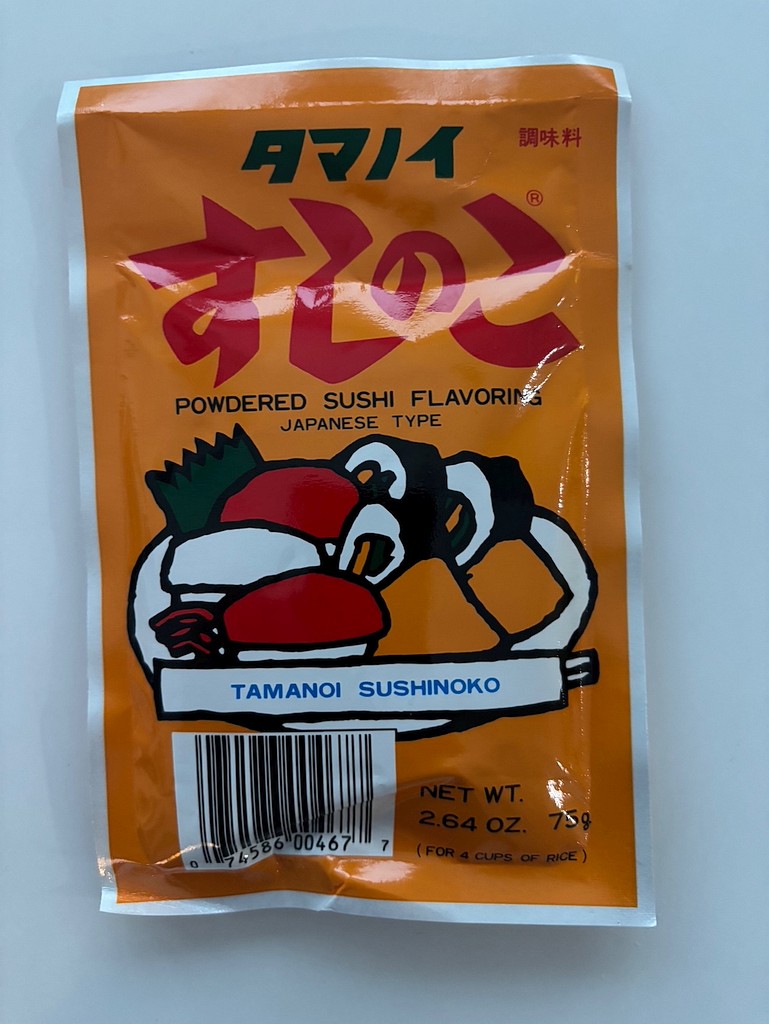 タマノイ
調味料
すしのこ®
POWDERED SUSHI FLAVORING
JAPANESE TYPE
TAMANOI SUSHINOKO
0 74586 00467 7
NET WT.
2.64 OZ. 75g
(FOR 4 CUPS OF RICE)